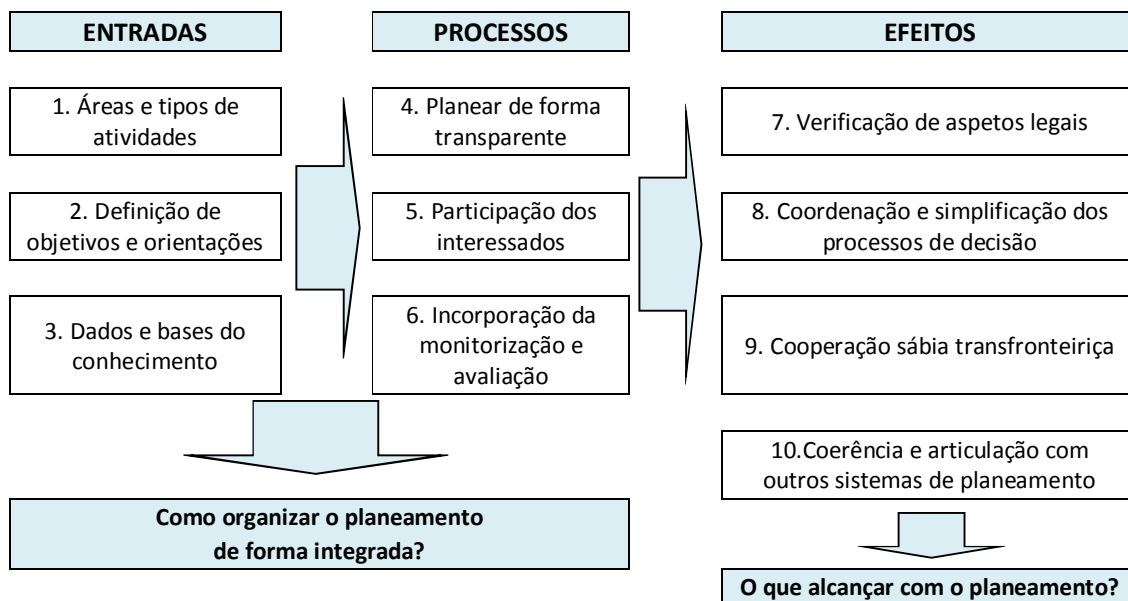 ENTRADAS
1. Áreas e tipos de
atividades
2. Definição de
objetivos e orientações
3. Dados e bases do
conhecimento
PROCESSOS
4. Planear de forma
transparente
5. Participação dos
interessados
6. Incorporação da
monitorização e
avaliação
Como organizar o planeamento
de forma integrada?
EFEITOS
7. Verificação de aspetos legais
8. Coordenação e simplificação dos
processos de decisão
9. Cooperação sábia transfronteiriça
10.Coerência e articulação com
outros sistemas de planeamento
O que alcançar com o planeamento?